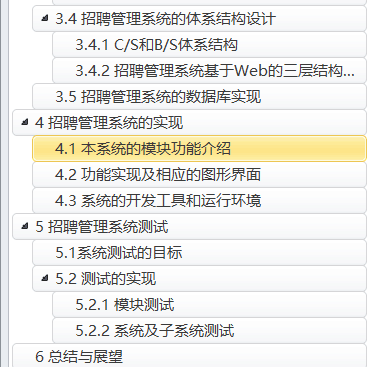 3.4 招聘管理系统的体系结构设计
3.4.1 C/S和B/S体系结构
3.4.2 招聘管理系统基于Web的三层结构...
3.5 招聘管理系统的数据库实现
4 招聘管理系统的实现
4.1 本系统的模块功能介绍
4.2 功能实现及相应的图形界面
4.3 系统的开发工具和运行环境
5 招聘管理系统测试
5.1系统测试的目标
5.2 测试的实现
5.2.1 模块测试
5.2.2 系统及子系统测试
6 总结与展望